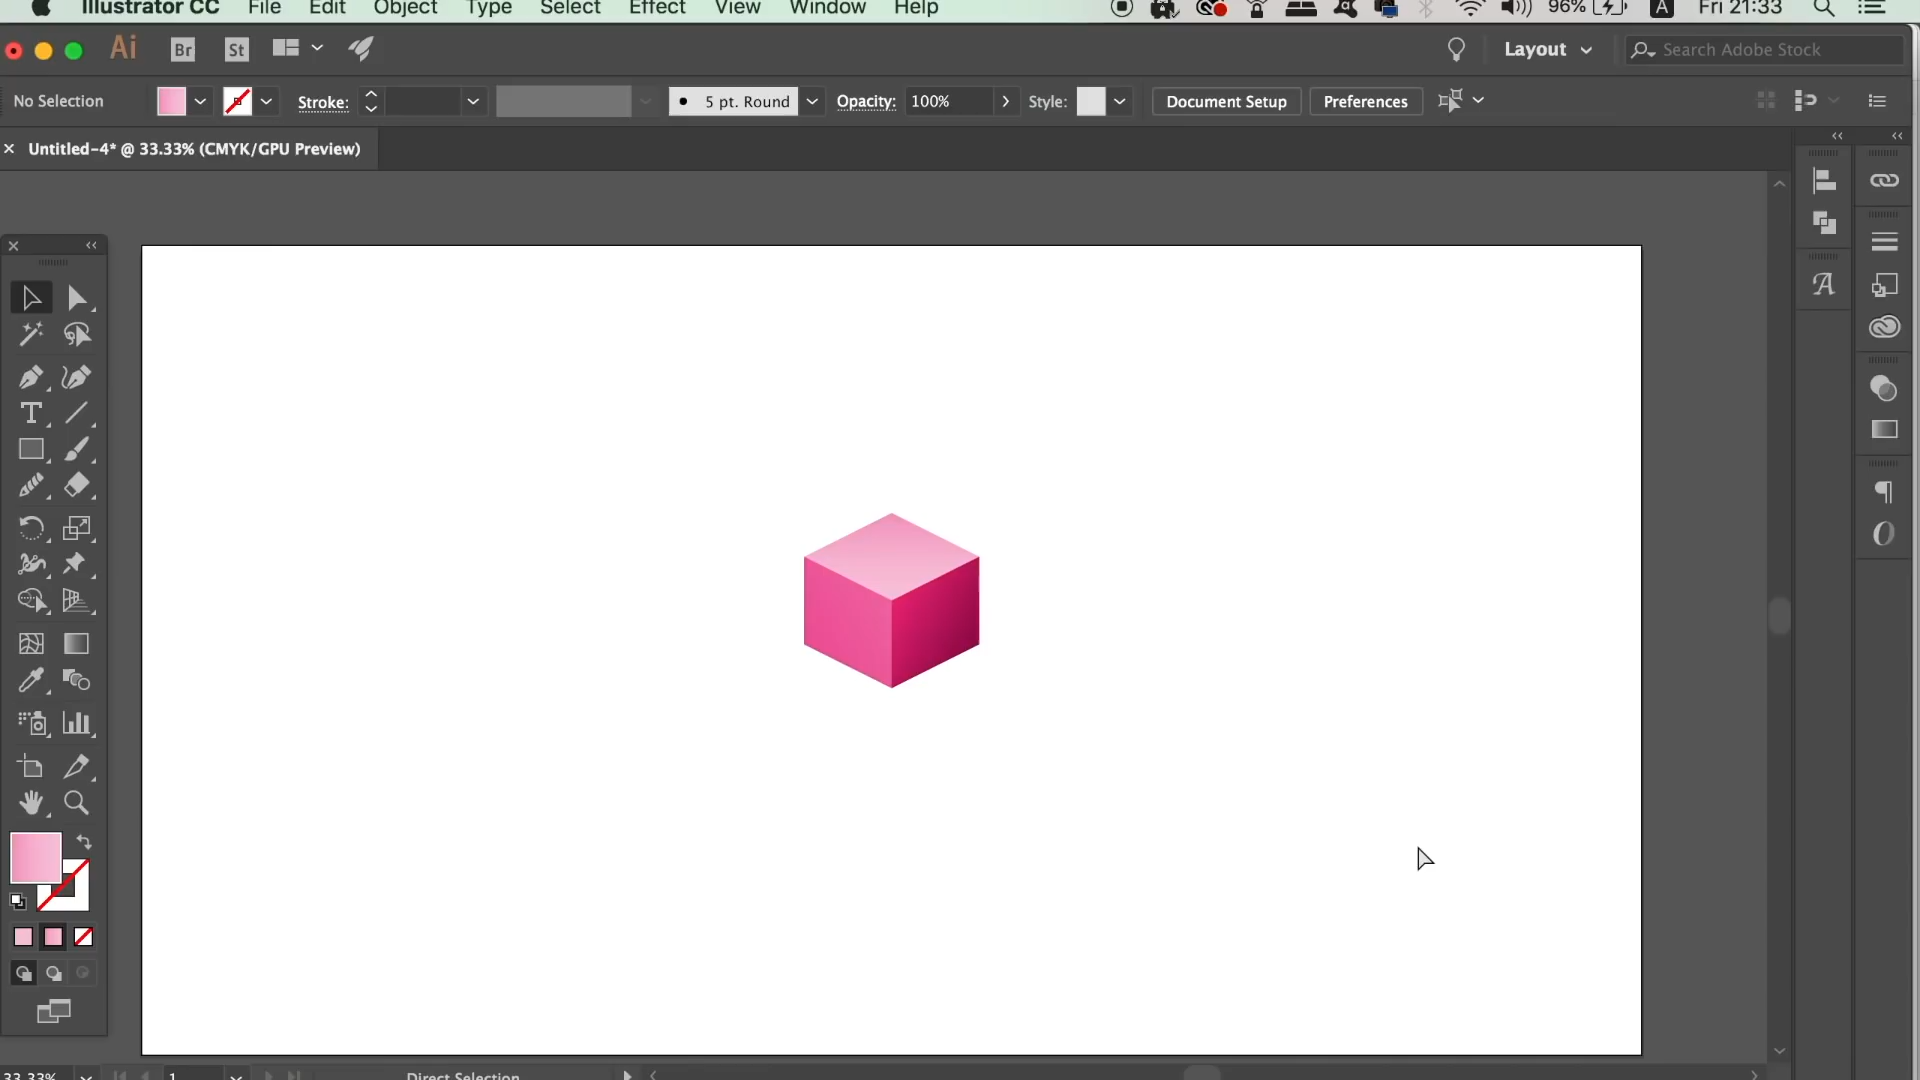 Illustrator CC File Edit Object Type Select Effect View Window Help 96% A Fri 21:33
Ai Br St Layout Search Adobe Stock
No Selection Stroke: 5 pt. Round Opacity: 100% Style: Document Setup Preferences
× Untitled-4* @ 33.33% (CMYK/GPU Preview)
33.33% 1 Direct Selection